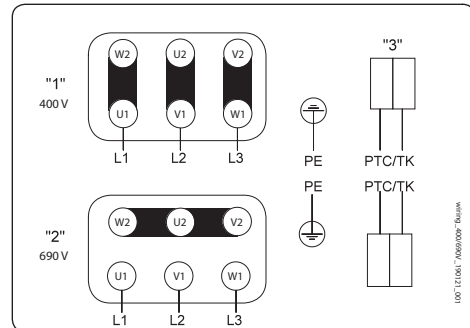 "1"
400 V
W2 U2 V2
U1 V1 W1
L1 L2 L3
"2"
690 V
W2 U2 V2
U1 V1 W1
L1 L2 L3
PE
PE
"3"
PTC/TK
PTC/TK
wiring_400/690V_190121_001